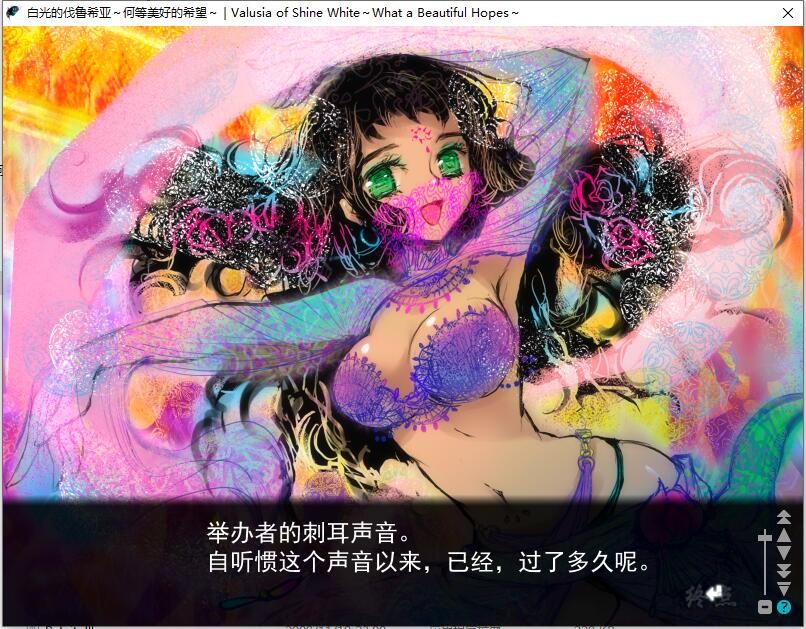 白光的伐鲁希亚～何等美好的希望～ | Valusia of Shine White～What a Beautiful Hopes～
举办者的刺耳声音。
自听惯这个声音以来，已经，过了多久呢。